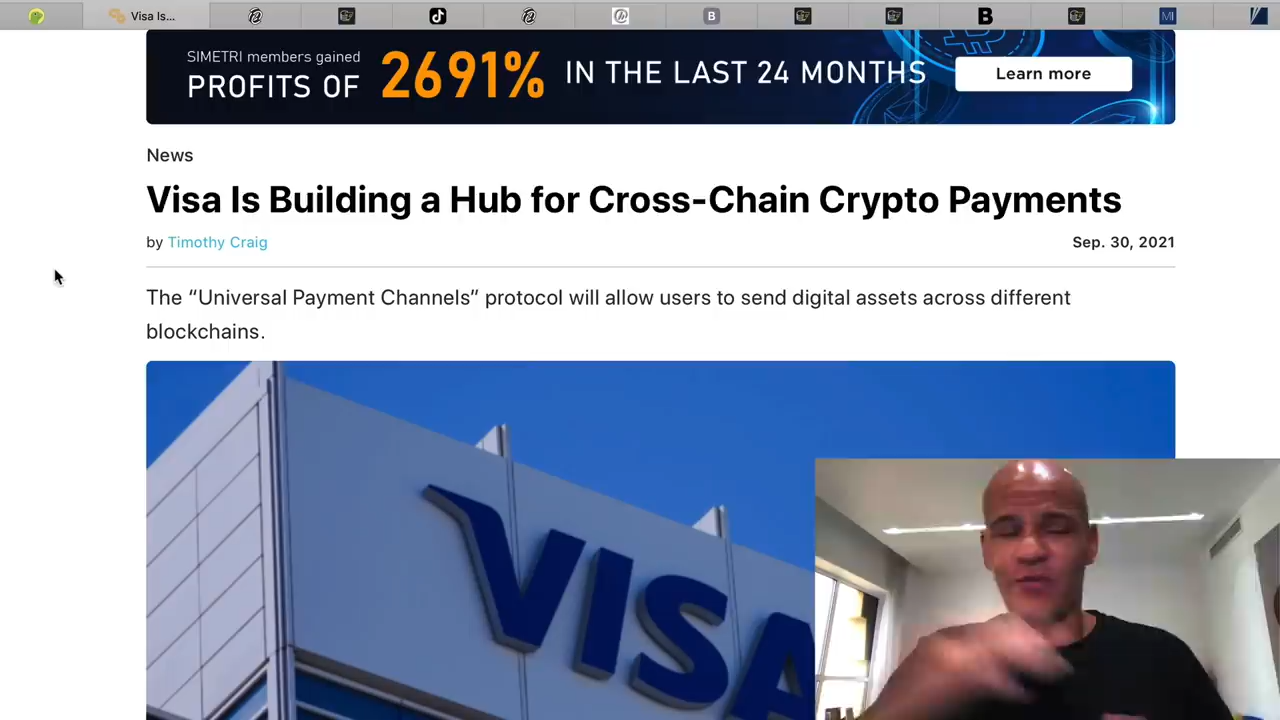 Visa Is...
B
B
MI
SIMETRI members gained
PROFITS OF 2691% IN THE LAST 24 MONTHS
Learn more
News
Visa Is Building a Hub for Cross-Chain Crypto Payments
by Timothy Craig
Sep. 30, 2021
The “Universal Payment Channels” protocol will allow users to send digital assets across different
blockchains.
VISA